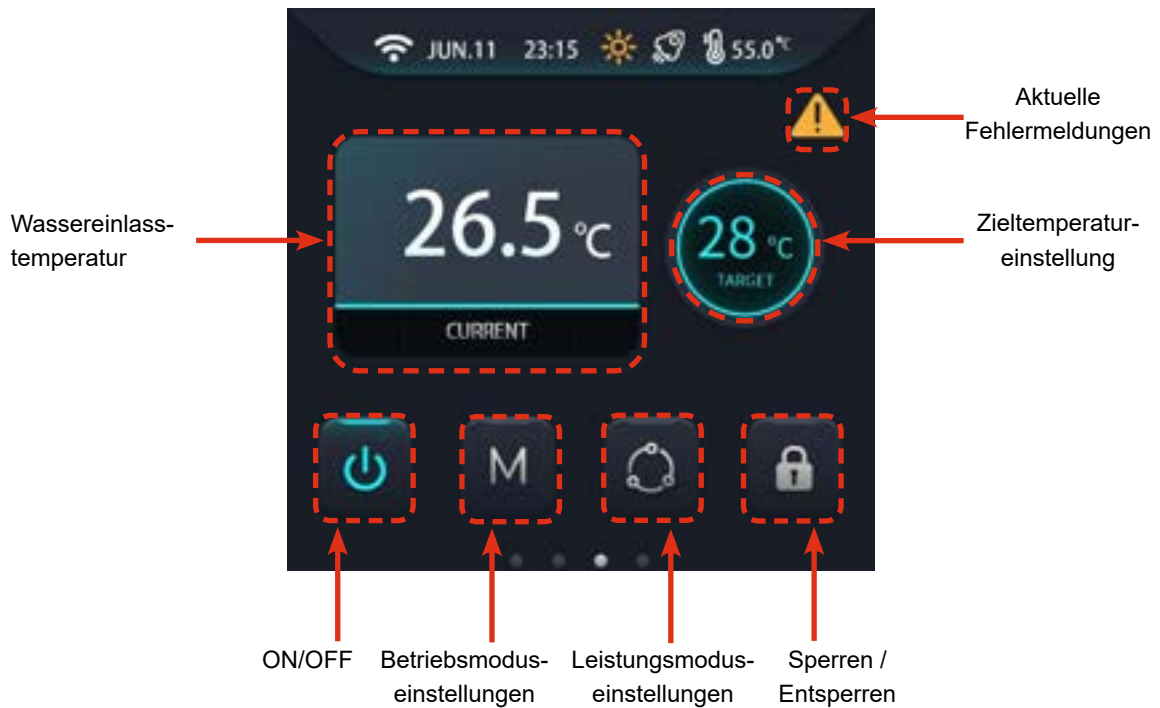 JUN.11 23:15 55.0℃
Aktuelle
Fehlermeldungen
26.5 °C
CURRENT
28 °C
TARGET
Wassereinlass-
temperatur
Zieltemperatur-
einstellung
M
ON/OFF
Betriebsmodus-
einstellungen
Leistungsmodus-
einstellungen
Sperren /
Entsperren